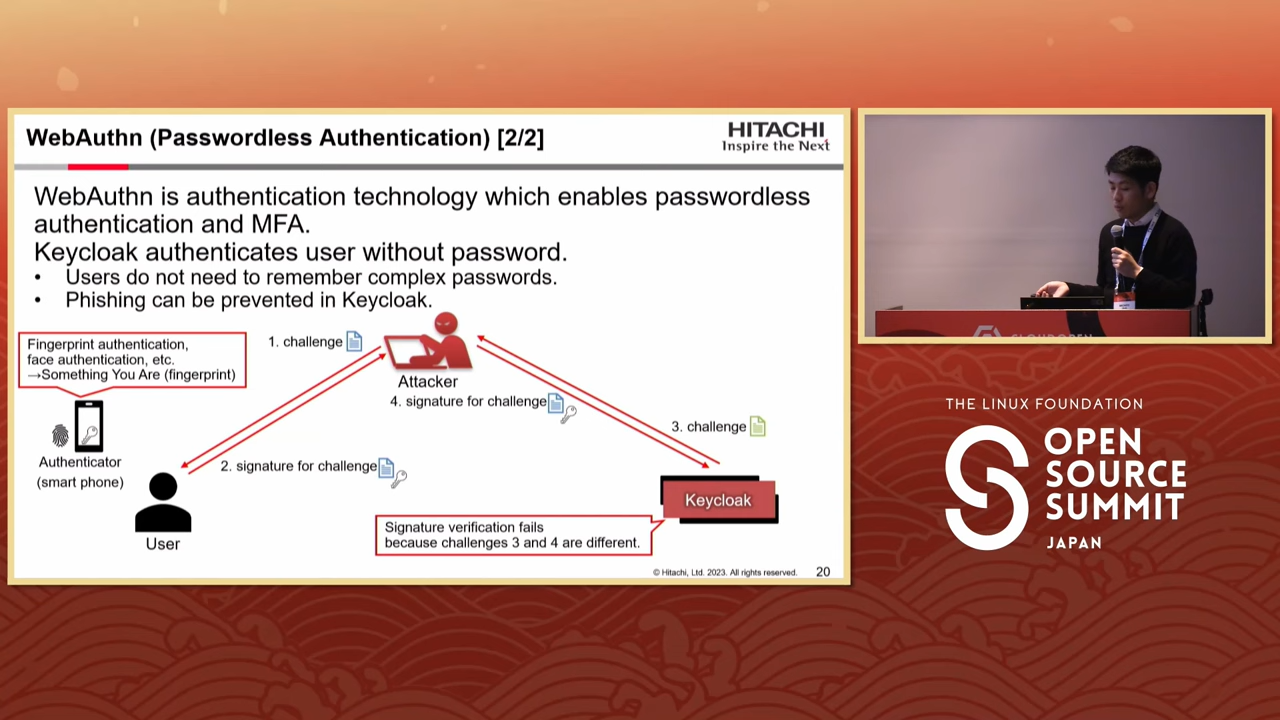 WebAuthn (Passwordless Authentication) [2/2]
HITACHI
Inspire the Next
WebAuthn is authentication technology which enables passwordless
authentication and MFA.
Keycloak authenticates user without password.
• Users do not need to remember complex passwords.
• Phishing can be prevented in Keycloak.
Fingerprint authentication,
face authentication, etc.
→Something You Are (fingerprint)
1. challenge
Attacker
4. signature for challenge
3. challenge
Authenticator
(smart phone)
2. signature for challenge
User
Keycloak
Signature verification fails
because challenges 3 and 4 are different.
© Hitachi, Ltd. 2023. All rights reserved.
20
CLOUDOPEN
THE LINUX FOUNDATION
OPEN
SOURCE
SUMMIT
JAPAN